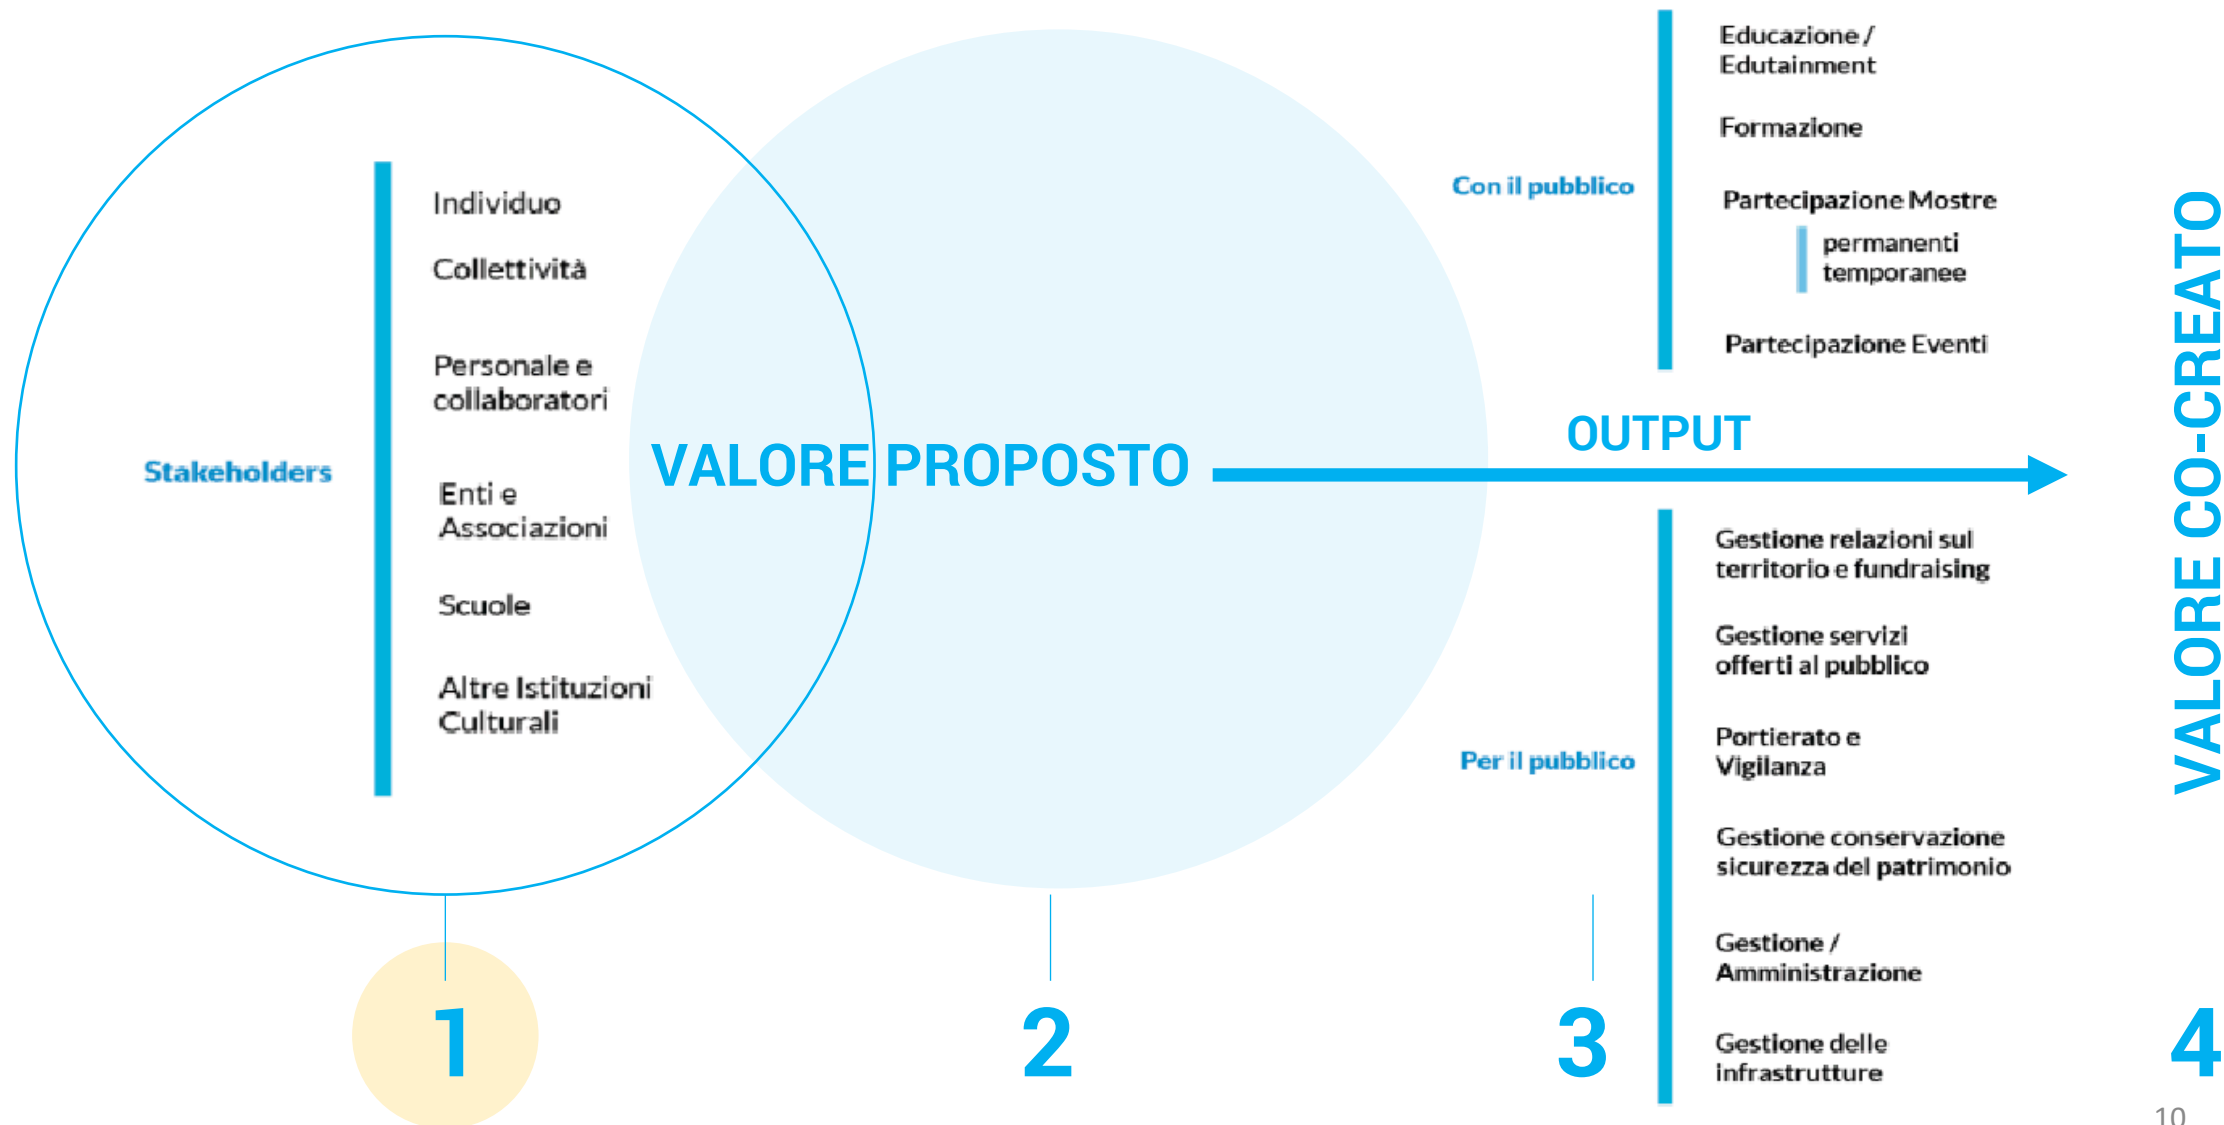 Stakeholders
Individuo
Collettività
Personale e
collaboratori
Enti e
Associazioni
Scuole
Altre Istituzioni
Culturali
VALORE PROPOSTO
Con il pubblico
Educazione /
Edutainment
Formazione
Partecipazione Mostre
permanenti
temporanee
Partecipazione Eventi
OUTPUT
Per il pubblico
Gestione relazioni sul
territorio e fundraising
Gestione servizi
offerti al pubblico
Portierato e
Vigilanza
Gestione conservazione
sicurezza del patrimonio
Gestione /
Amministrazione
Gestione delle
infrastrutture
VALORE CO-CREATO
1
2
3
4
10